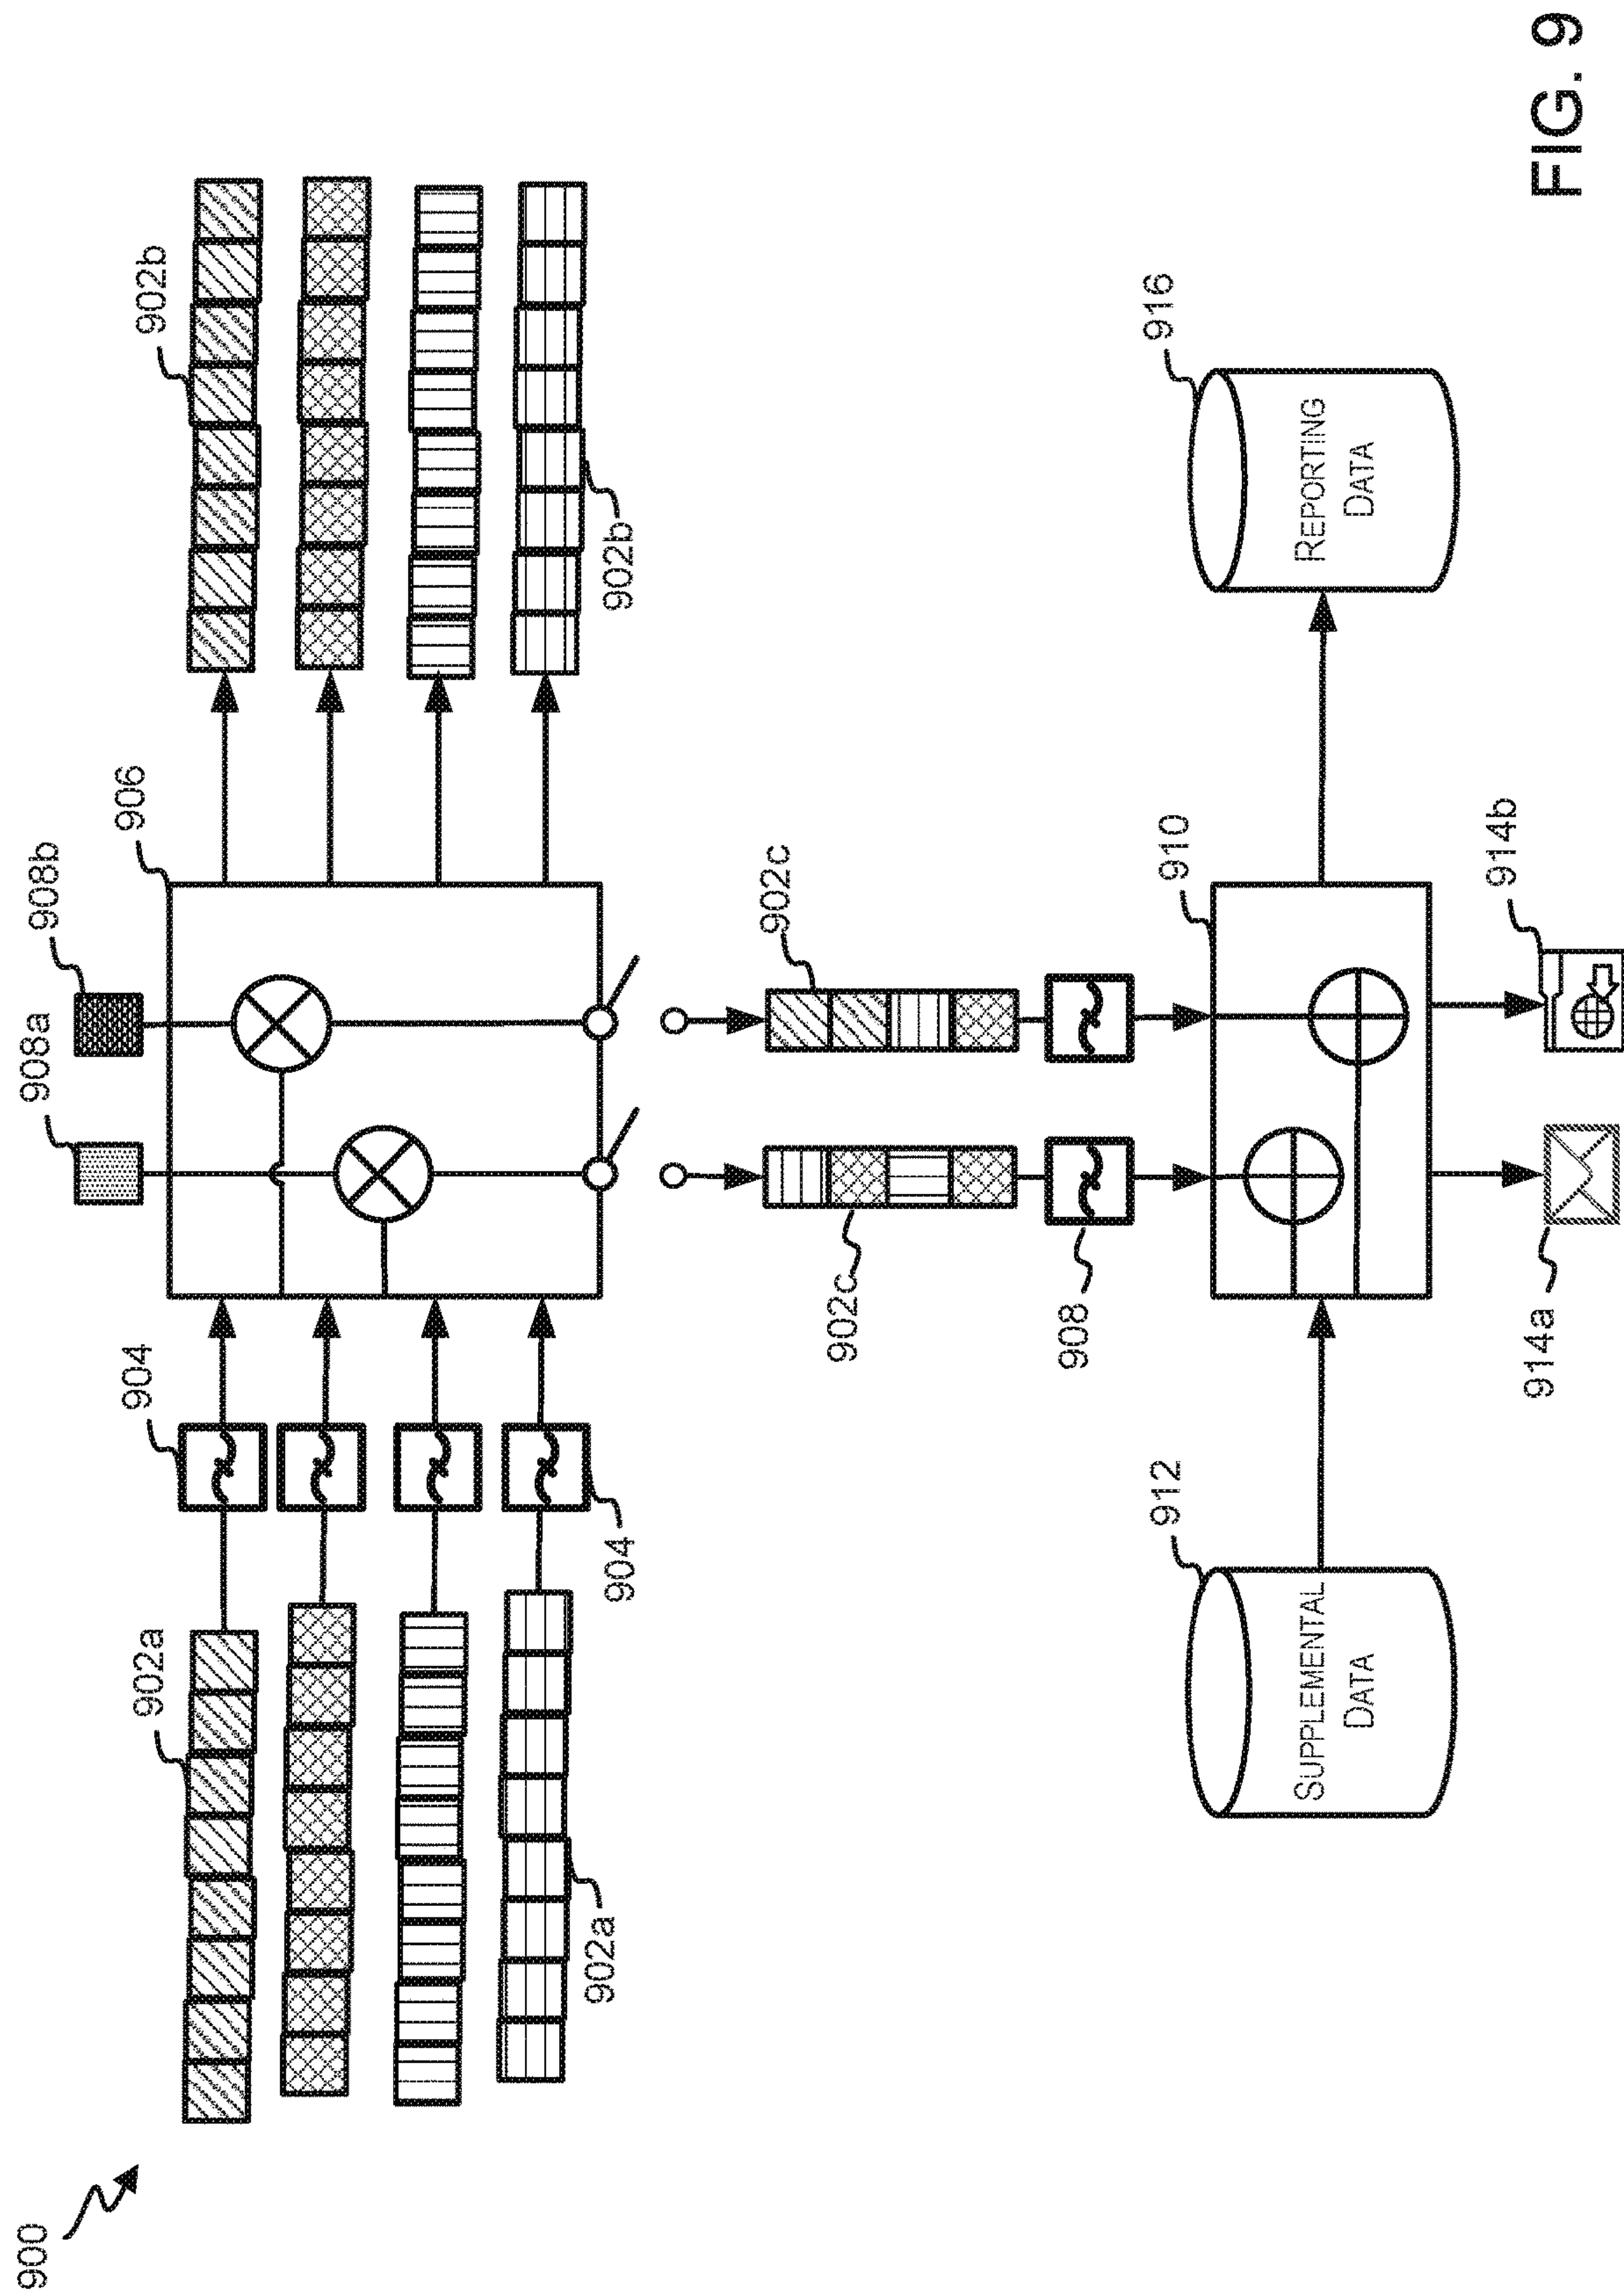 900
902a
902a
904
904
908a
908b
906
902b
902b
902c
902c
908
910
912
SUPPLEMENTAL
DATA
914a
914b
916
REPORTING
DATA
FIG. 9